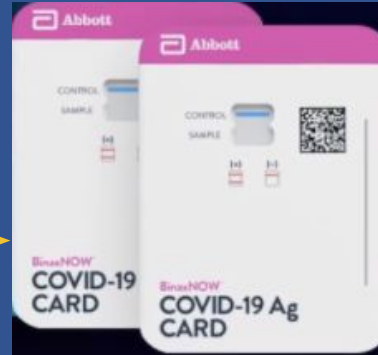 Abbott
CONTROL
SAMPLE
[+]
BinaxNOW
COVID-19
CARD
Abbott
CONTROL
SAMPLE
[+] [-]
BinaxNOW
COVID-19 Ag
CARD